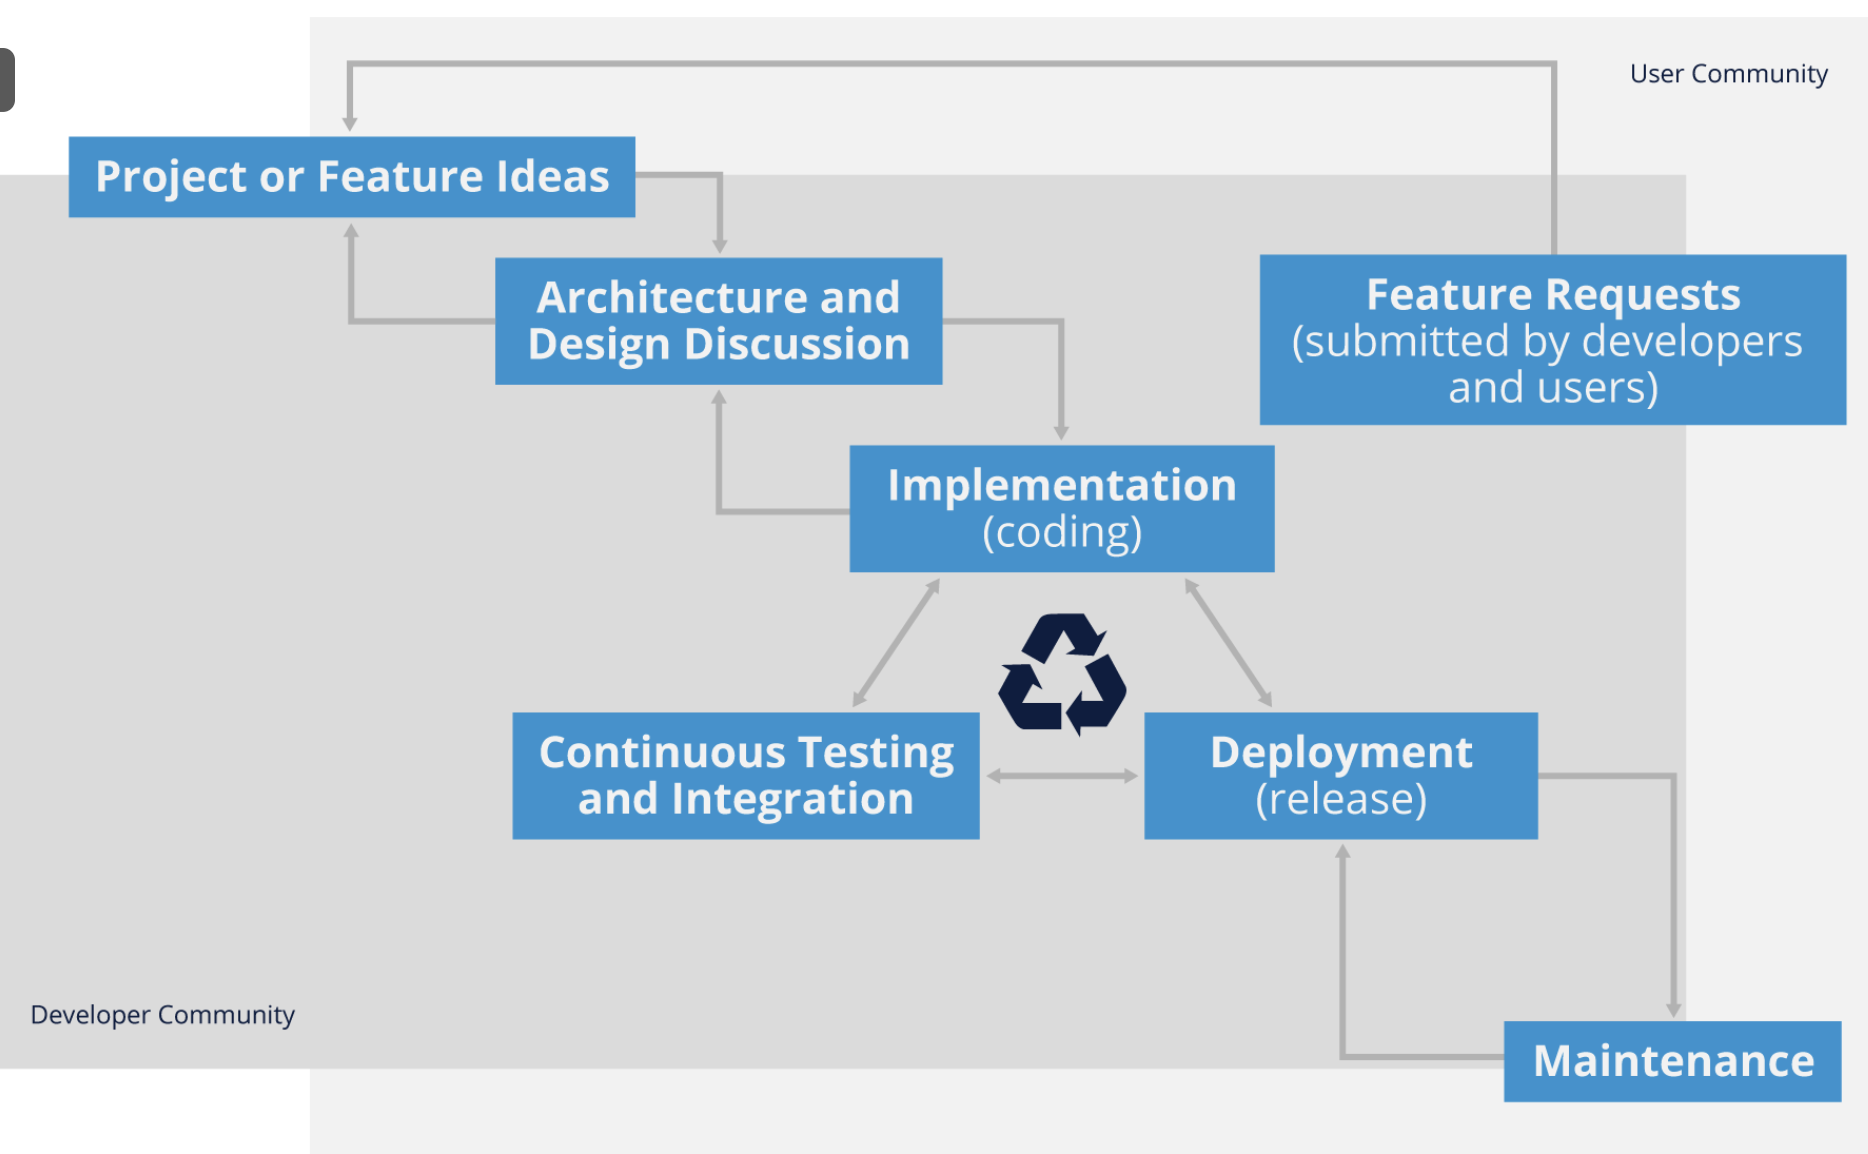 User Community
Project or Feature Ideas
Architecture and
Design Discussion
Feature Requests
(submitted by developers
and users)
Implementation
(coding)
Continuous Testing
and Integration
Deployment
(release)
Developer Community
Maintenance